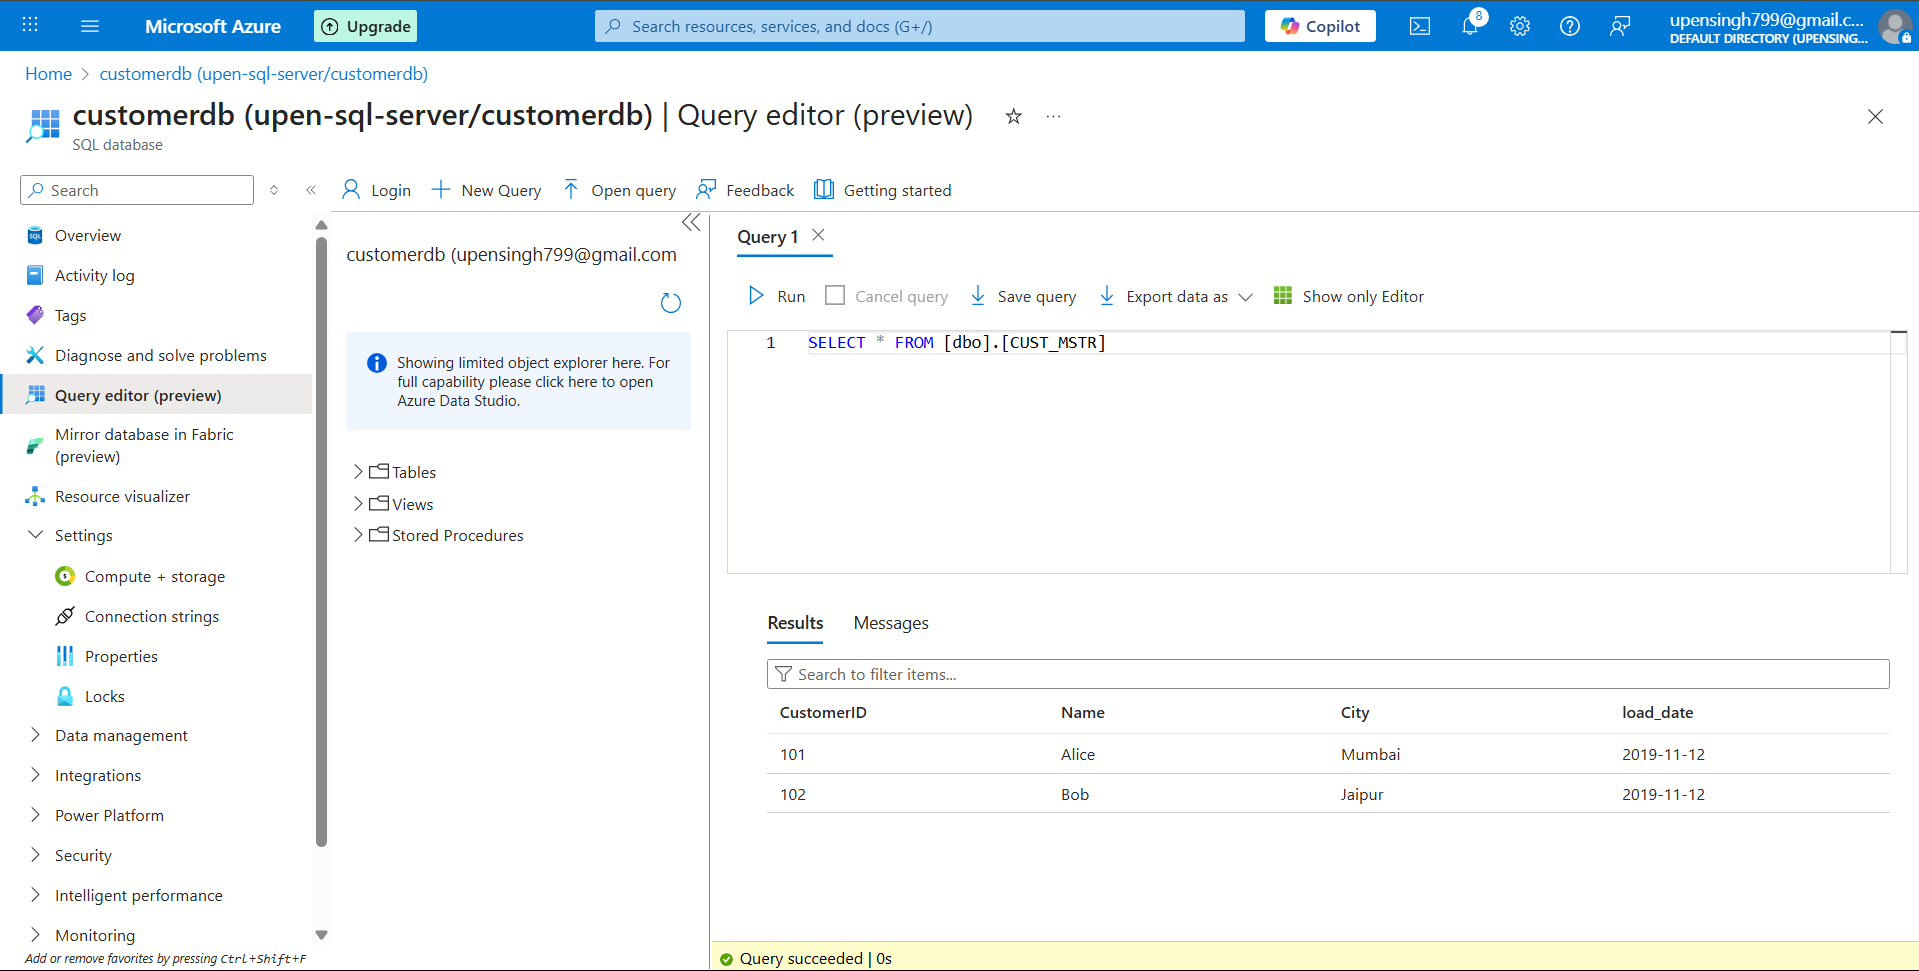 Microsoft Azure
Upgrade
Search resources, services, and docs (G+/)
Copilot
8
upensingh799@gmail.c...
DEFAULT DIRECTORY (UPENSING...
Home > customerdb (upen-sql-server/customerdb)
customerdb (upen-sql-server/customerdb) | Query editor (preview)
SQL database
Search
Login
New Query
Open query
Feedback
Getting started
Overview
Activity log
Tags
Diagnose and solve problems
Query editor (preview)
Mirror database in Fabric
(preview)
Resource visualizer
Settings
Compute + storage
Connection strings
Properties
Locks
Data management
Integrations
Power Platform
Security
Intelligent performance
Monitoring
Add or remove favorites by pressing Ctrl+Shift+F
customerdb (upensingh799@gmail.com
Showing limited object explorer here. For
full capability please click here to open
Azure Data Studio.
Tables
Views
Stored Procedures
Query 1
Run
Cancel query
Save query
Export data as
Show only Editor
1 SELECT * FROM [dbo].[CUST_MSTR]
Results Messages
Search to filter items...
CustomerID Name City load_date
101 Alice Mumbai 2019-11-12
102 Bob Jaipur 2019-11-12
Query succeeded | 0s